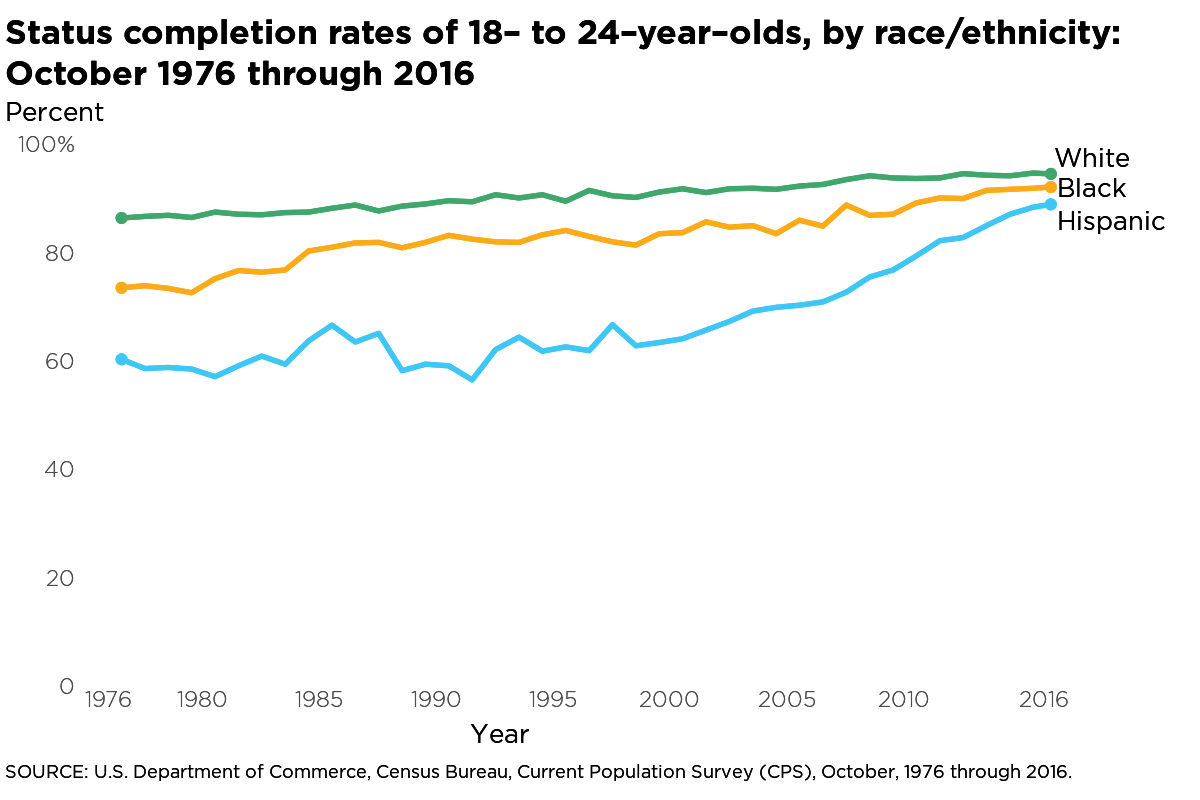 Status completion rates of 18– to 24–year–olds, by race/ethnicity:
October 1976 through 2016
Percent
100%
White
Black
Hispanic
80
60
40
20
0
1976 1980 1985 1990 1995 2000 2005 2010 2016
Year
SOURCE: U.S. Department of Commerce, Census Bureau, Current Population Survey (CPS), October, 1976 through 2016.